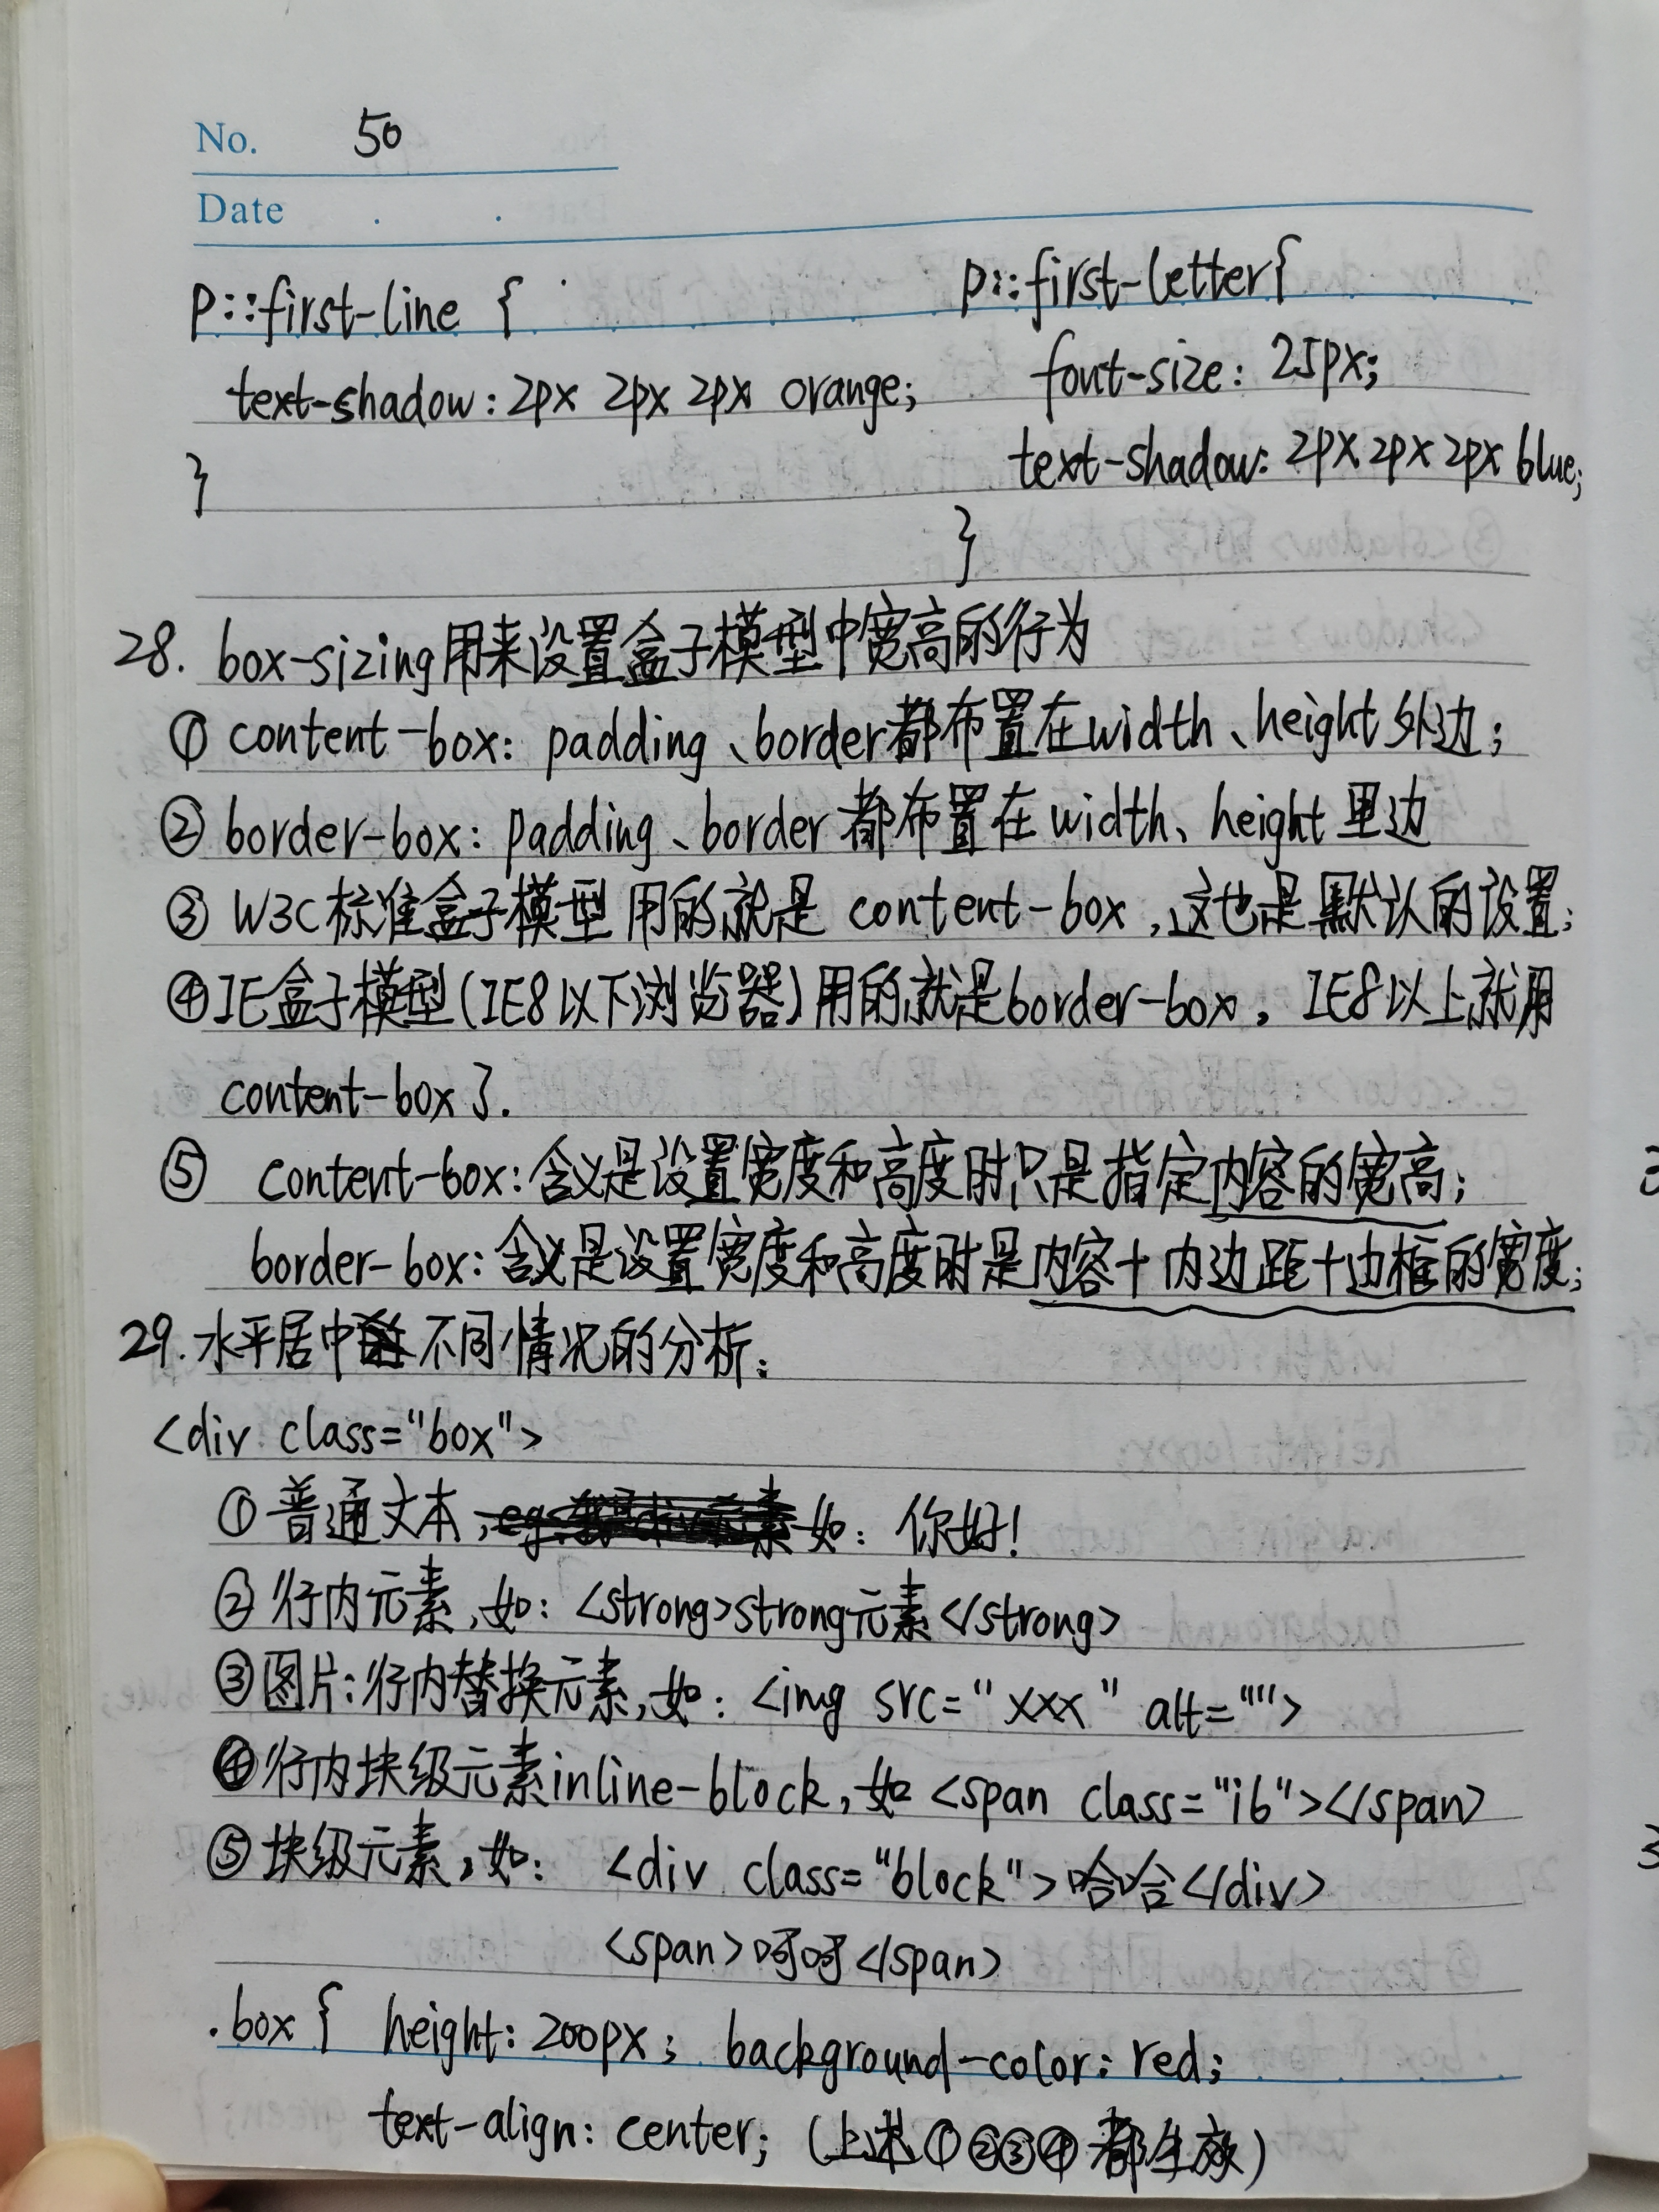 No. 50
Date . .
p::first-line {
text-shadow: 2px 2px 2px orange;
}
p::first-letter{
font-size: 25px;
text-shadow: 2px 2px 2px blue;
}
28. box-sizing用来设置盒子模型中宽高的行为
① content-box: padding、border都布置在width、height外边;
② border-box: padding、border都布置在width、height里边
③ W3C标准盒子模型用的就是 content-box,这也是默认的设置;
④IE盒子模型(IE8以下浏览器)用的就是border-box, IE8以上就用
content-box了.
⑤ content-box:含义是设置宽度和高度时只是指定内容的宽高;
border-box:含义是设置宽度和高度时是内容+内边距+边框的宽度;
29.水平居中不同情况的分析:
<div class="box">
①普通文本,如: 你好!
②行内元素,如: <strong>strong元素</strong>
③图片:行内替换元素,如: <img src="xxx" alt="">
④行内块级元素inline-block,如 <span class="ib"></span>
⑤块级元素,如: <div class="block">哈哈</div>
<span>呵呵</span>
.box { height: 200px; background-color: red;
text-align: center; (上述①②③④都生效)